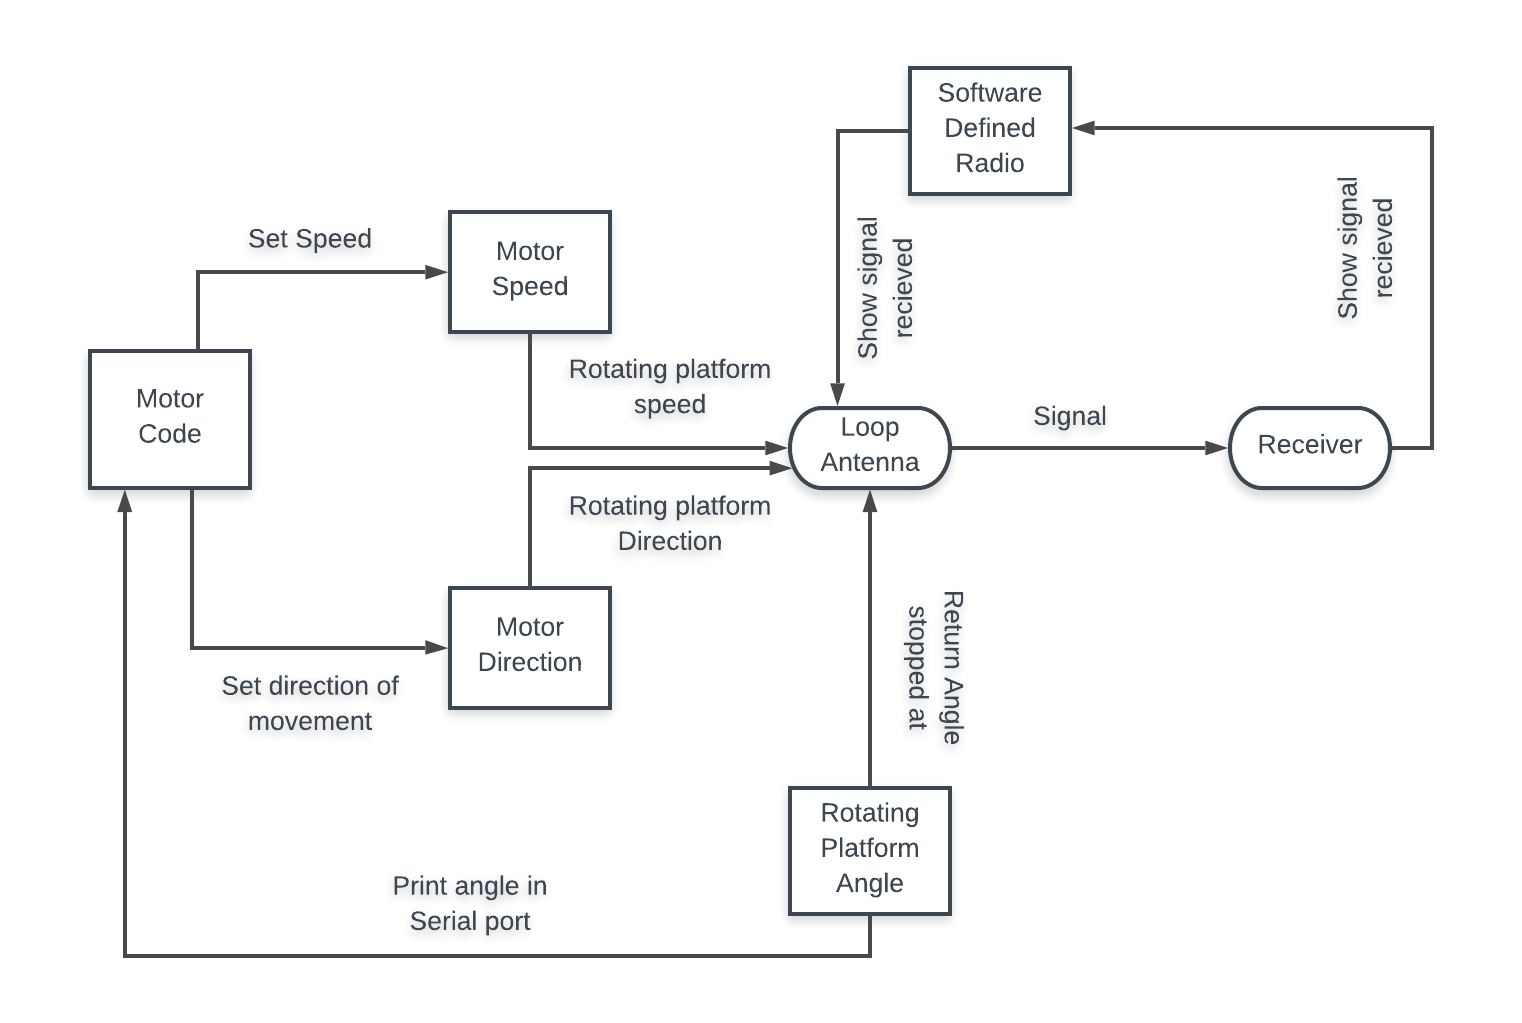 Software
Defined
Radio
Show signal
recieved
Show signal
recieved
Set Speed
Motor
Speed
Rotating platform
speed
Motor
Code
Loop
Antenna
Signal
Receiver
Rotating platform
Direction
Motor
Direction
Set direction of
movement
Return Angle
stopped at
Rotating
Platform
Angle
Print angle in
Serial port